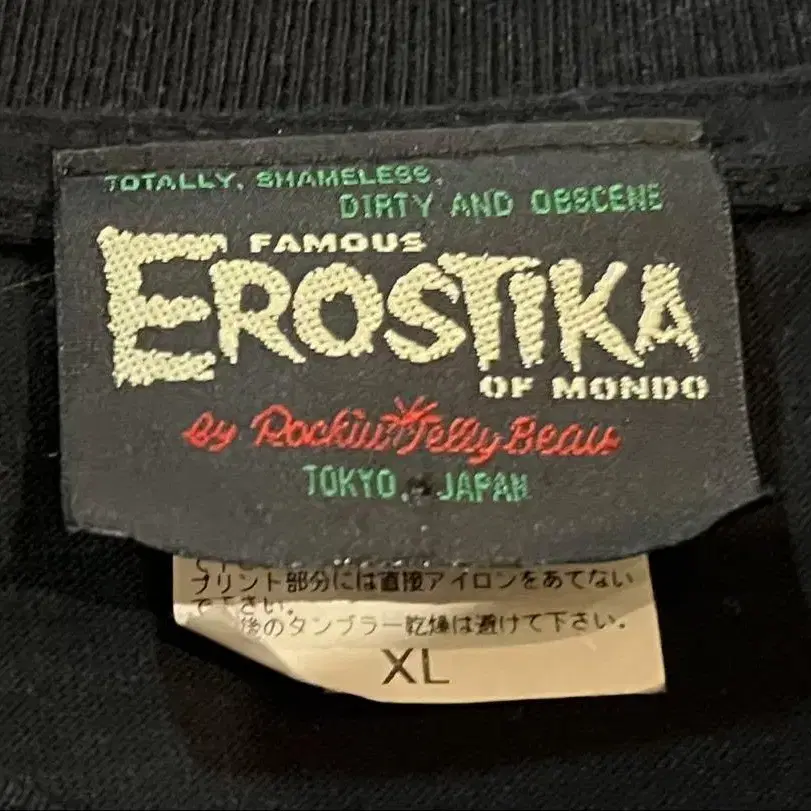 TOTALLY, SHAMELESS,
DIRTY AND OBSCENE
FAMOUS
EROSTIKA
OF MONDO
By Rockin'Jelly Bean
TOKYO, JAPAN
プリント部分には直接アイロンをあてない
で下さい。
後のタンブラー乾燥は避けて下さい。
XL